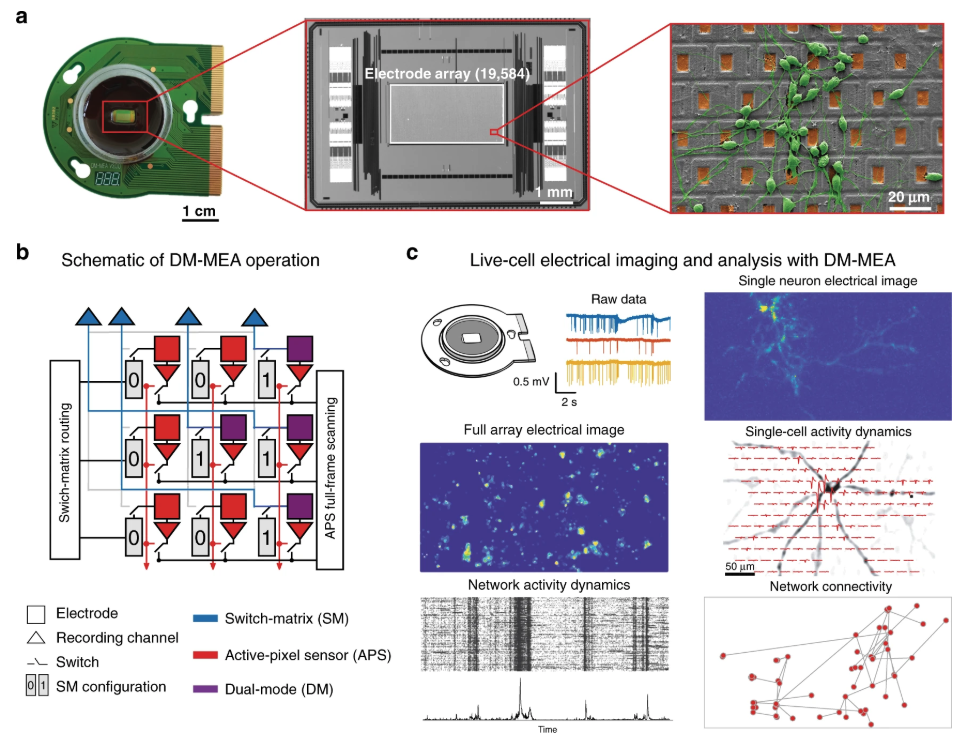 a
Electrode array (19,584)
1 cm
1 mm
20 μm
b
Schematic of DM-MEA operation
Swich-matrix routing
0
0
1
0
1
1
0
0
1
APS full-frame scanning
Electrode
Recording channel
Switch
0 1 SM configuration
Switch-matrix (SM)
Active-pixel sensor (APS)
Dual-mode (DM)
c
Live-cell electrical imaging and analysis with DM-MEA
Raw data
0.5 mV
2 s
Single neuron electrical image
Full array electrical image
Single-cell activity dynamics
50 μm
Network activity dynamics
Time
Network connectivity